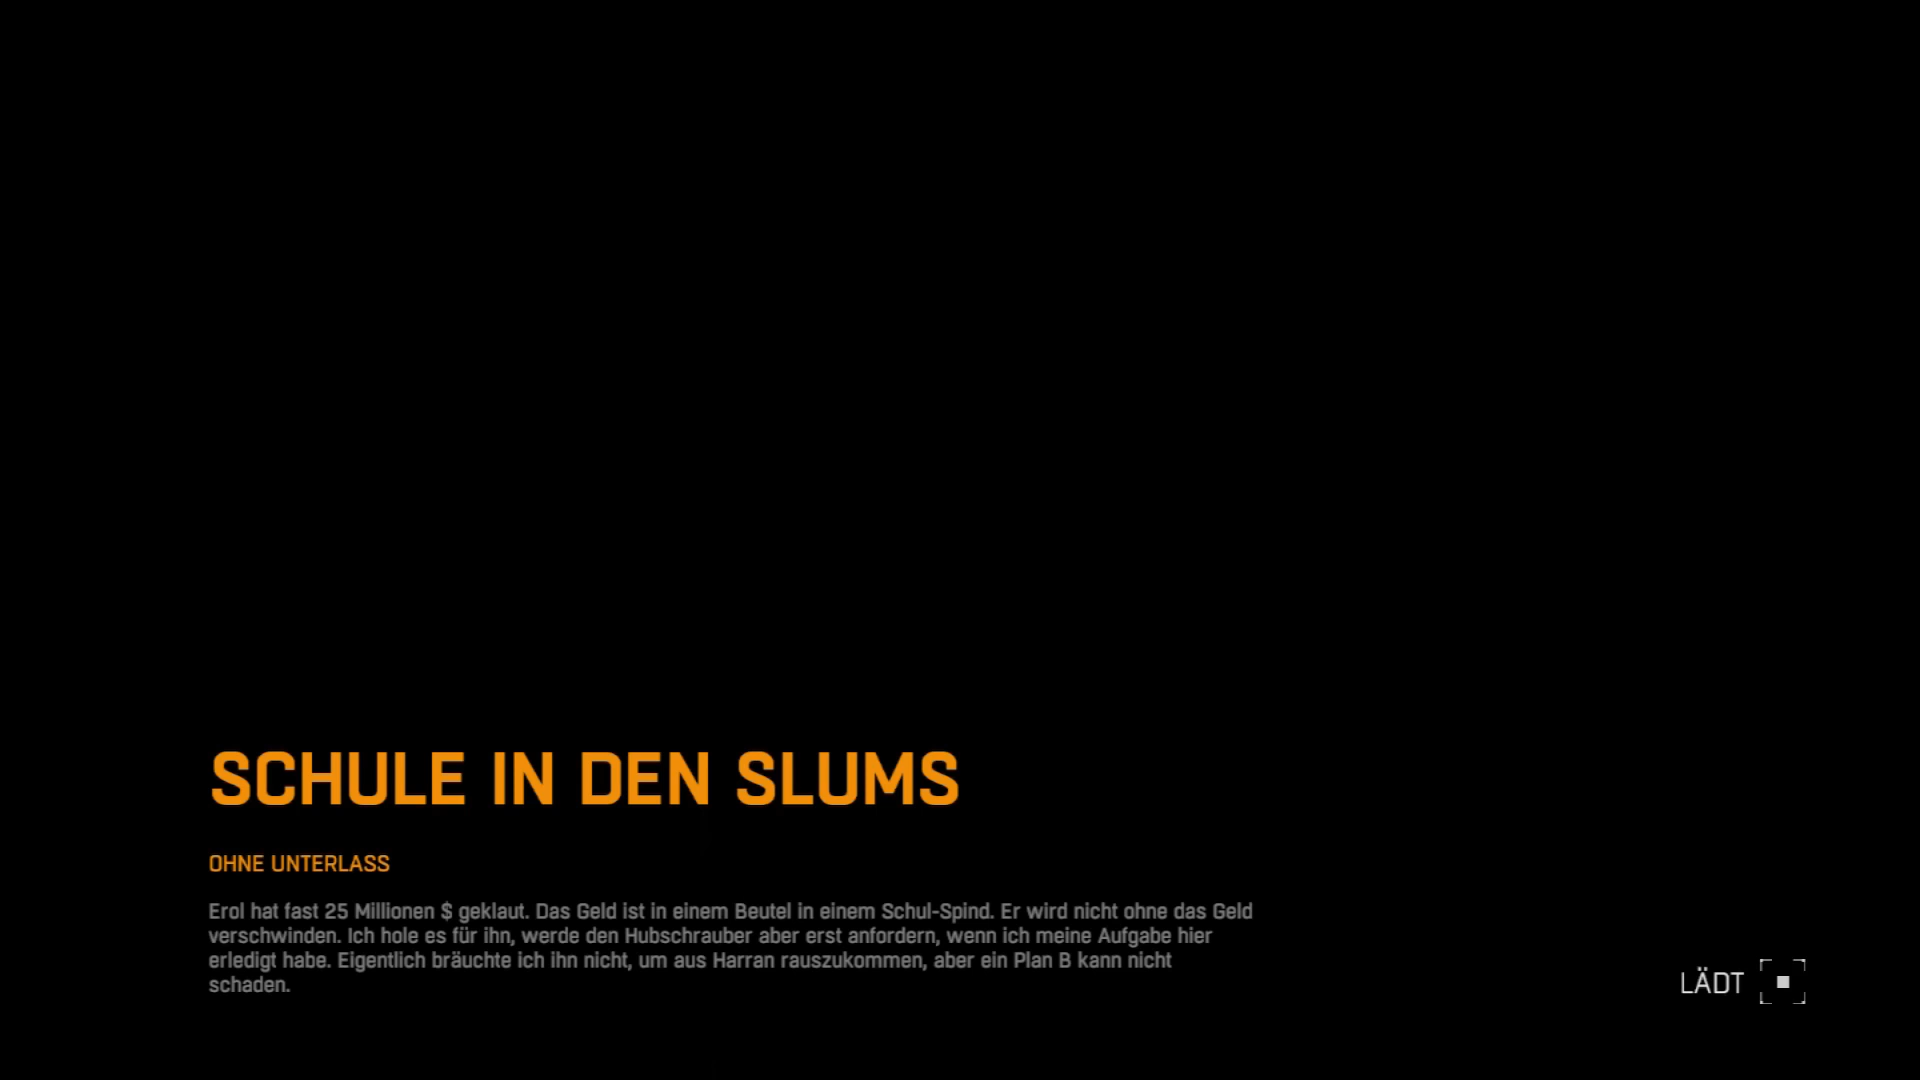 SCHULE IN DEN SLUMS
OHNE UNTERLASS
Erol hat fast 25 Millionen $ geklaut. Das Geld ist in einem Beutel in einem Schul-Spind. Er wird nicht ohne das Geld
verschwinden. Ich hole es für ihn, werde den Hubschrauber aber erst anfordern, wenn ich meine Aufgabe hier
erledigt habe. Eigentlich bräuchte ich ihn nicht, um aus Harran rauszukommen, aber ein Plan B kann nicht
schaden.
LÄDT